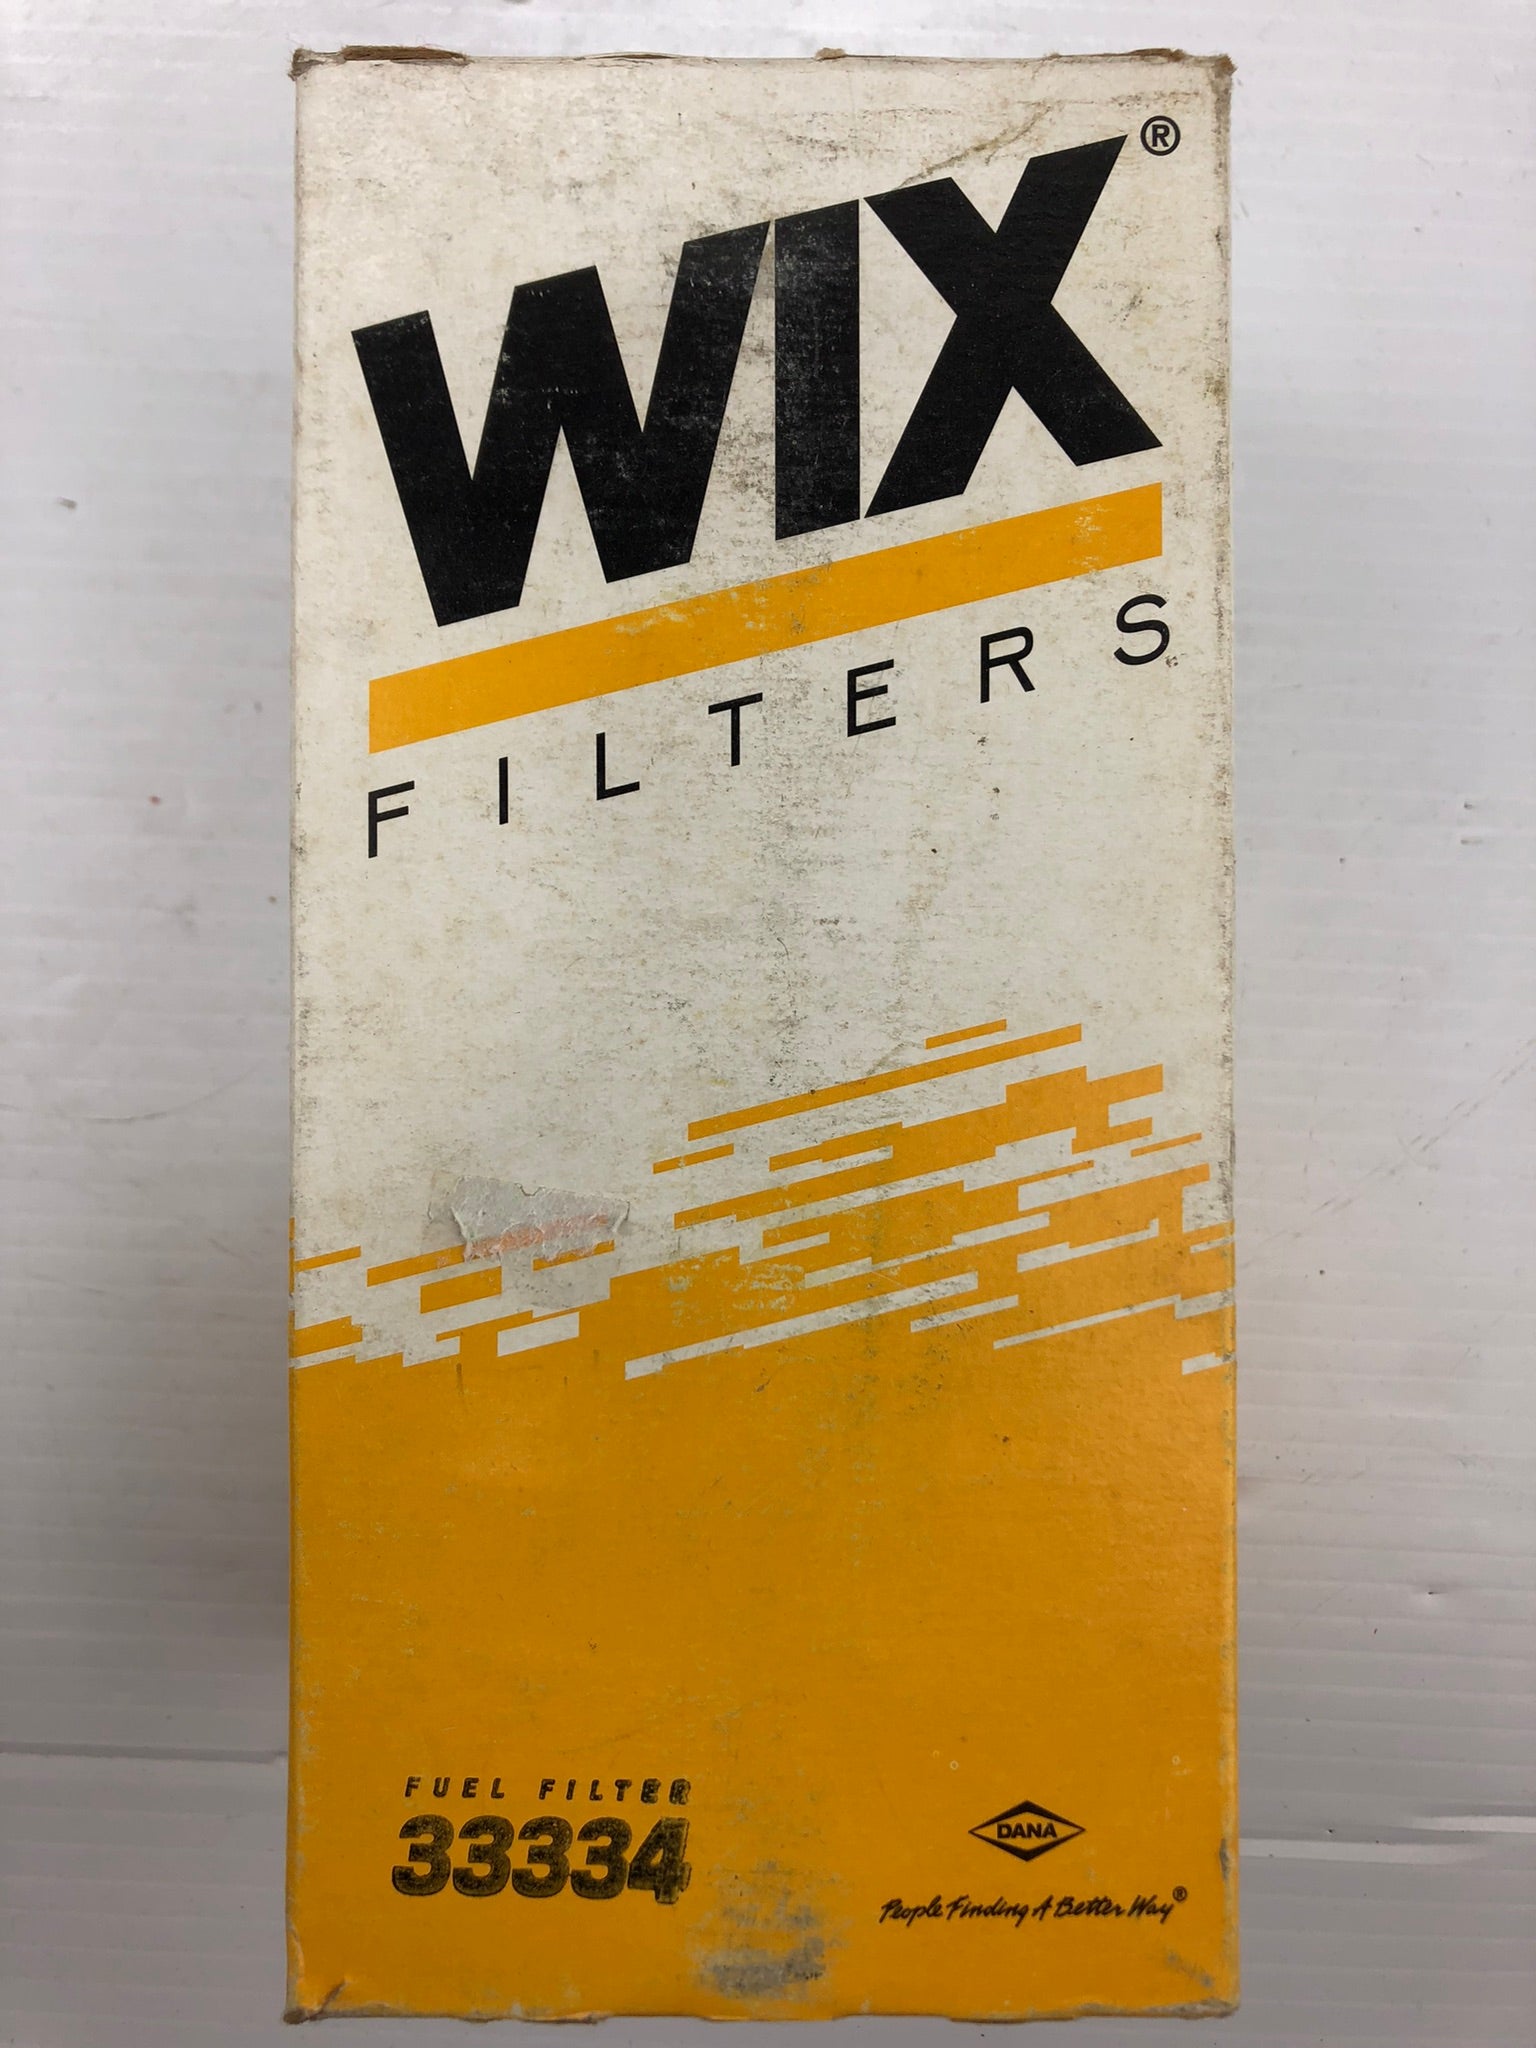 WIX®
FILTERS
FUEL FILTER
33334
DANA
People Finding A Better Way®